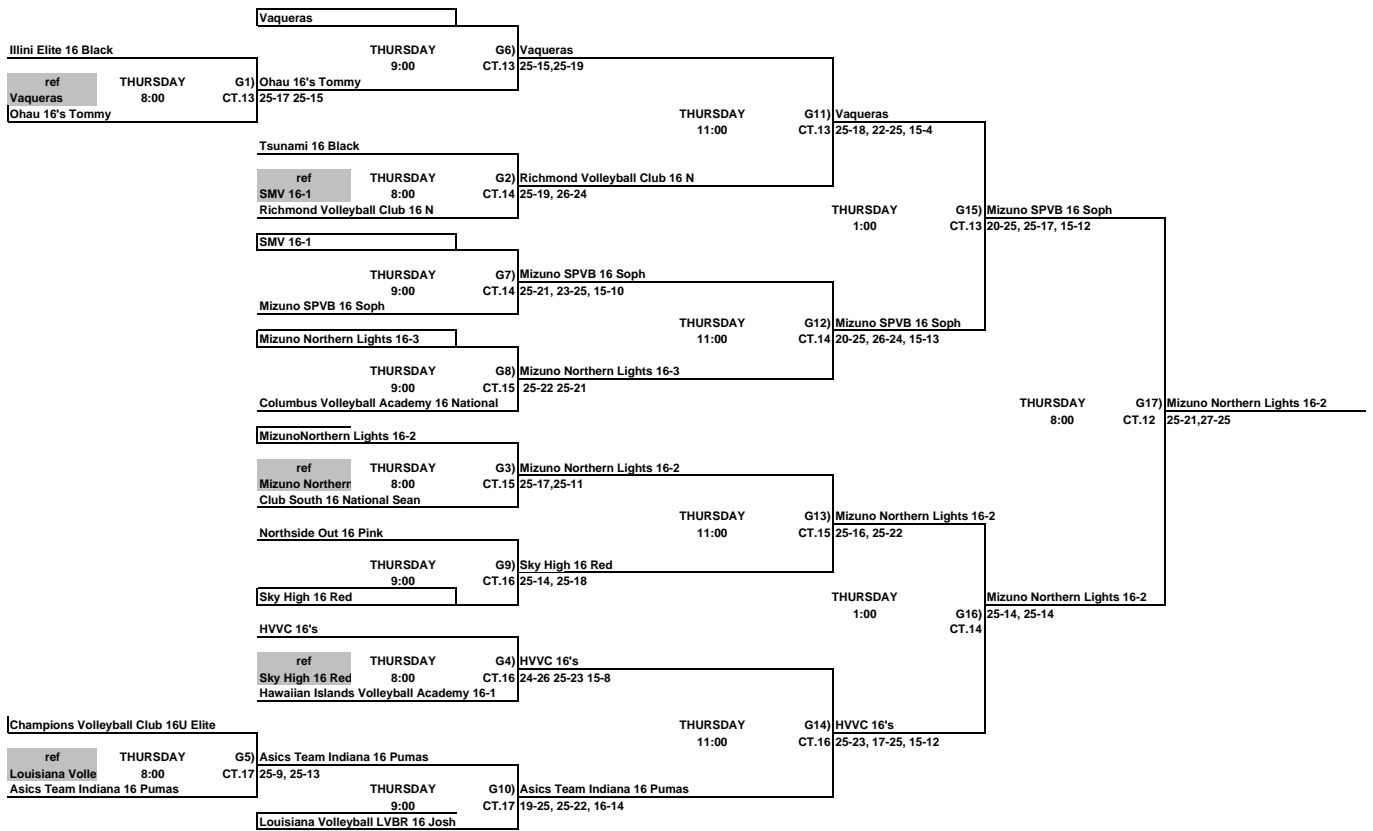 Vaqueras
Illini Elite 16 Black THURSDAY G6) Vaqueras
9:00 CT.13 25-15,25-19
ref THURSDAY G1) Ohau 16's Tommy
Vaqueras 8:00 CT.13 25-17 25-15
Ohau 16's Tommy THURSDAY G11) Vaqueras
11:00 CT.13 25-18, 22-25, 15-4
Tsunami 16 Black
ref THURSDAY G2) Richmond Volleyball Club 16 N
SMV 16-1 8:00 CT.14 25-19, 26-24
Richmond Volleyball Club 16 N THURSDAY G15) Mizuno SPVB 16 Soph
1:00 CT.13 20-25, 25-17, 15-12
SMV 16-1
THURSDAY G7) Mizuno SPVB 16 Soph
9:00 CT.14 25-21, 23-25, 15-10
Mizuno SPVB 16 Soph
THURSDAY G12) Mizuno SPVB 16 Soph
Mizuno Northern Lights 16-3 11:00 CT.14 20-25, 26-24, 15-13
THURSDAY G8) Mizuno Northern Lights 16-3
9:00 CT.15 25-22 25-21
Columbus Volleyball Academy 16 National THURSDAY G17) Mizuno Northern Lights 16-2
8:00 CT.12 25-21,27-25
MizunoNorthern Lights 16-2
ref THURSDAY G3) Mizuno Northern Lights 16-2
Mizuno Northern 8:00 CT.15 25-17,25-11
Club South 16 National Sean
THURSDAY G13) Mizuno Northern Lights 16-2
Northside Out 16 Pink 11:00 CT.15 25-16, 25-22
THURSDAY G9) Sky High 16 Red
9:00 CT.16 25-14, 25-18
Sky High 16 Red THURSDAY Mizuno Northern Lights 16-2
1:00 G16) 25-14, 25-14
HVVC 16's CT.14
ref THURSDAY G4) HVVC 16's
Sky High 16 Red 8:00 CT.16 24-26 25-23 15-8
Hawaiian Islands Volleyball Academy 16-1
Champions Volleyball Club 16U Elite THURSDAY G14) HVVC 16's
11:00 CT.16 25-23, 17-25, 15-12
ref THURSDAY G5) Asics Team Indiana 16 Pumas
Louisiana Volle 8:00 CT.17 25-9, 25-13
Asics Team Indiana 16 Pumas THURSDAY G10) Asics Team Indiana 16 Pumas
9:00 CT.17 19-25, 25-22, 16-14
Louisiana Volleyball LVBR 16 Josh